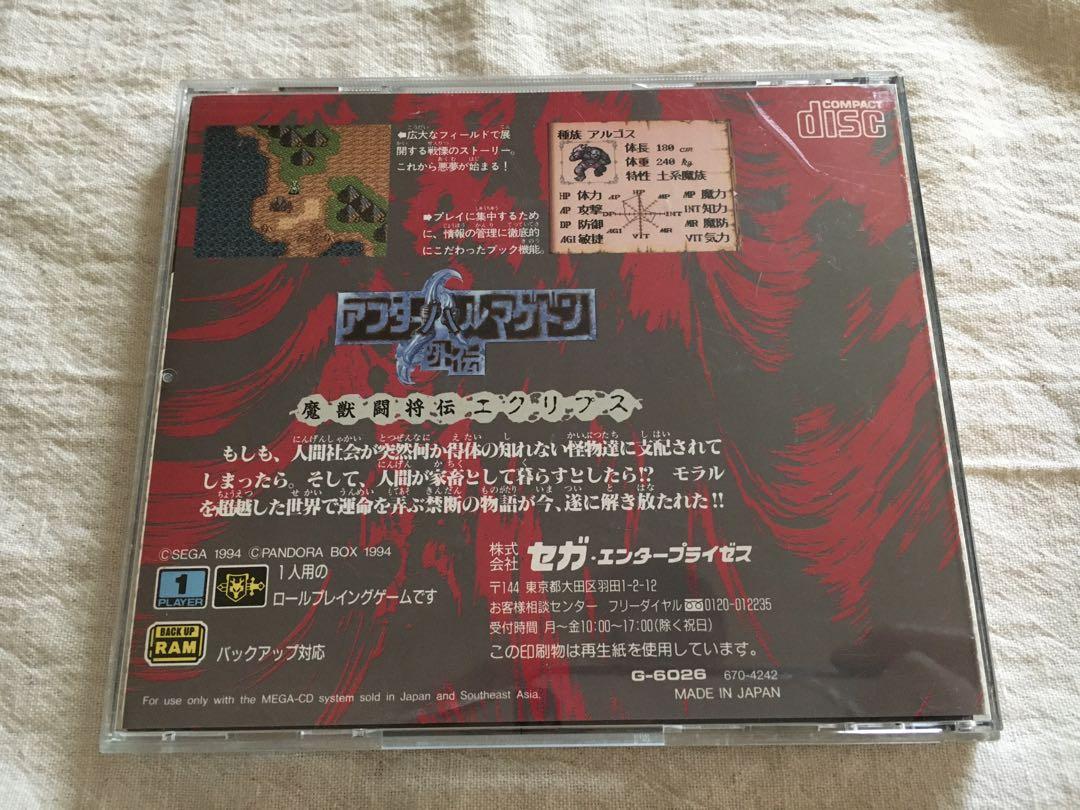 COMPACT
disc
⬅広大なフィールドで展
開する戦慄のストーリー。
これから悪夢が始まる!
➡プレイに集中するため
に、情報の管理に徹底的
にこだわったブック機能。
種族 アルゴス
体長 180 cm
体重 240 kg
特性 土系魔族
HP 体力
AP 攻撃
DP 防御
AGI 敏捷
HP
AP
MP
DP
INT
MR
VIT
MP 魔力
INT 知力
MR 魔防
VIT 気力
アフターハルマゲドン
外伝
魔獣闘将伝エクリプス
もしも、人間社会が突然何か得体の知れない怪物達に支配されて
しまったら。そして、人間が家畜として暮らすとしたら!? モラル
を超越した世界で運命を弄ぶ禁断の物語が今、遂に解き放たれた!!
©SEGA 1994 ©PANDORA BOX 1994
1
PLAYER
1人用の
ロールプレイングゲームです
BACK UP
RAM
バックアップ対応
株式会社 セガ・エンタープライゼス
〒144 東京都大田区羽田1-2-12
お客様相談センター フリーダイヤル 0120-012235
受付時間 月~金10:00~17:00(除く祝日)
この印刷物は再生紙を使用しています。
G-6026 670-4242
MADE IN JAPAN
For use only with the MEGA-CD system sold in Japan and Southeast Asia.